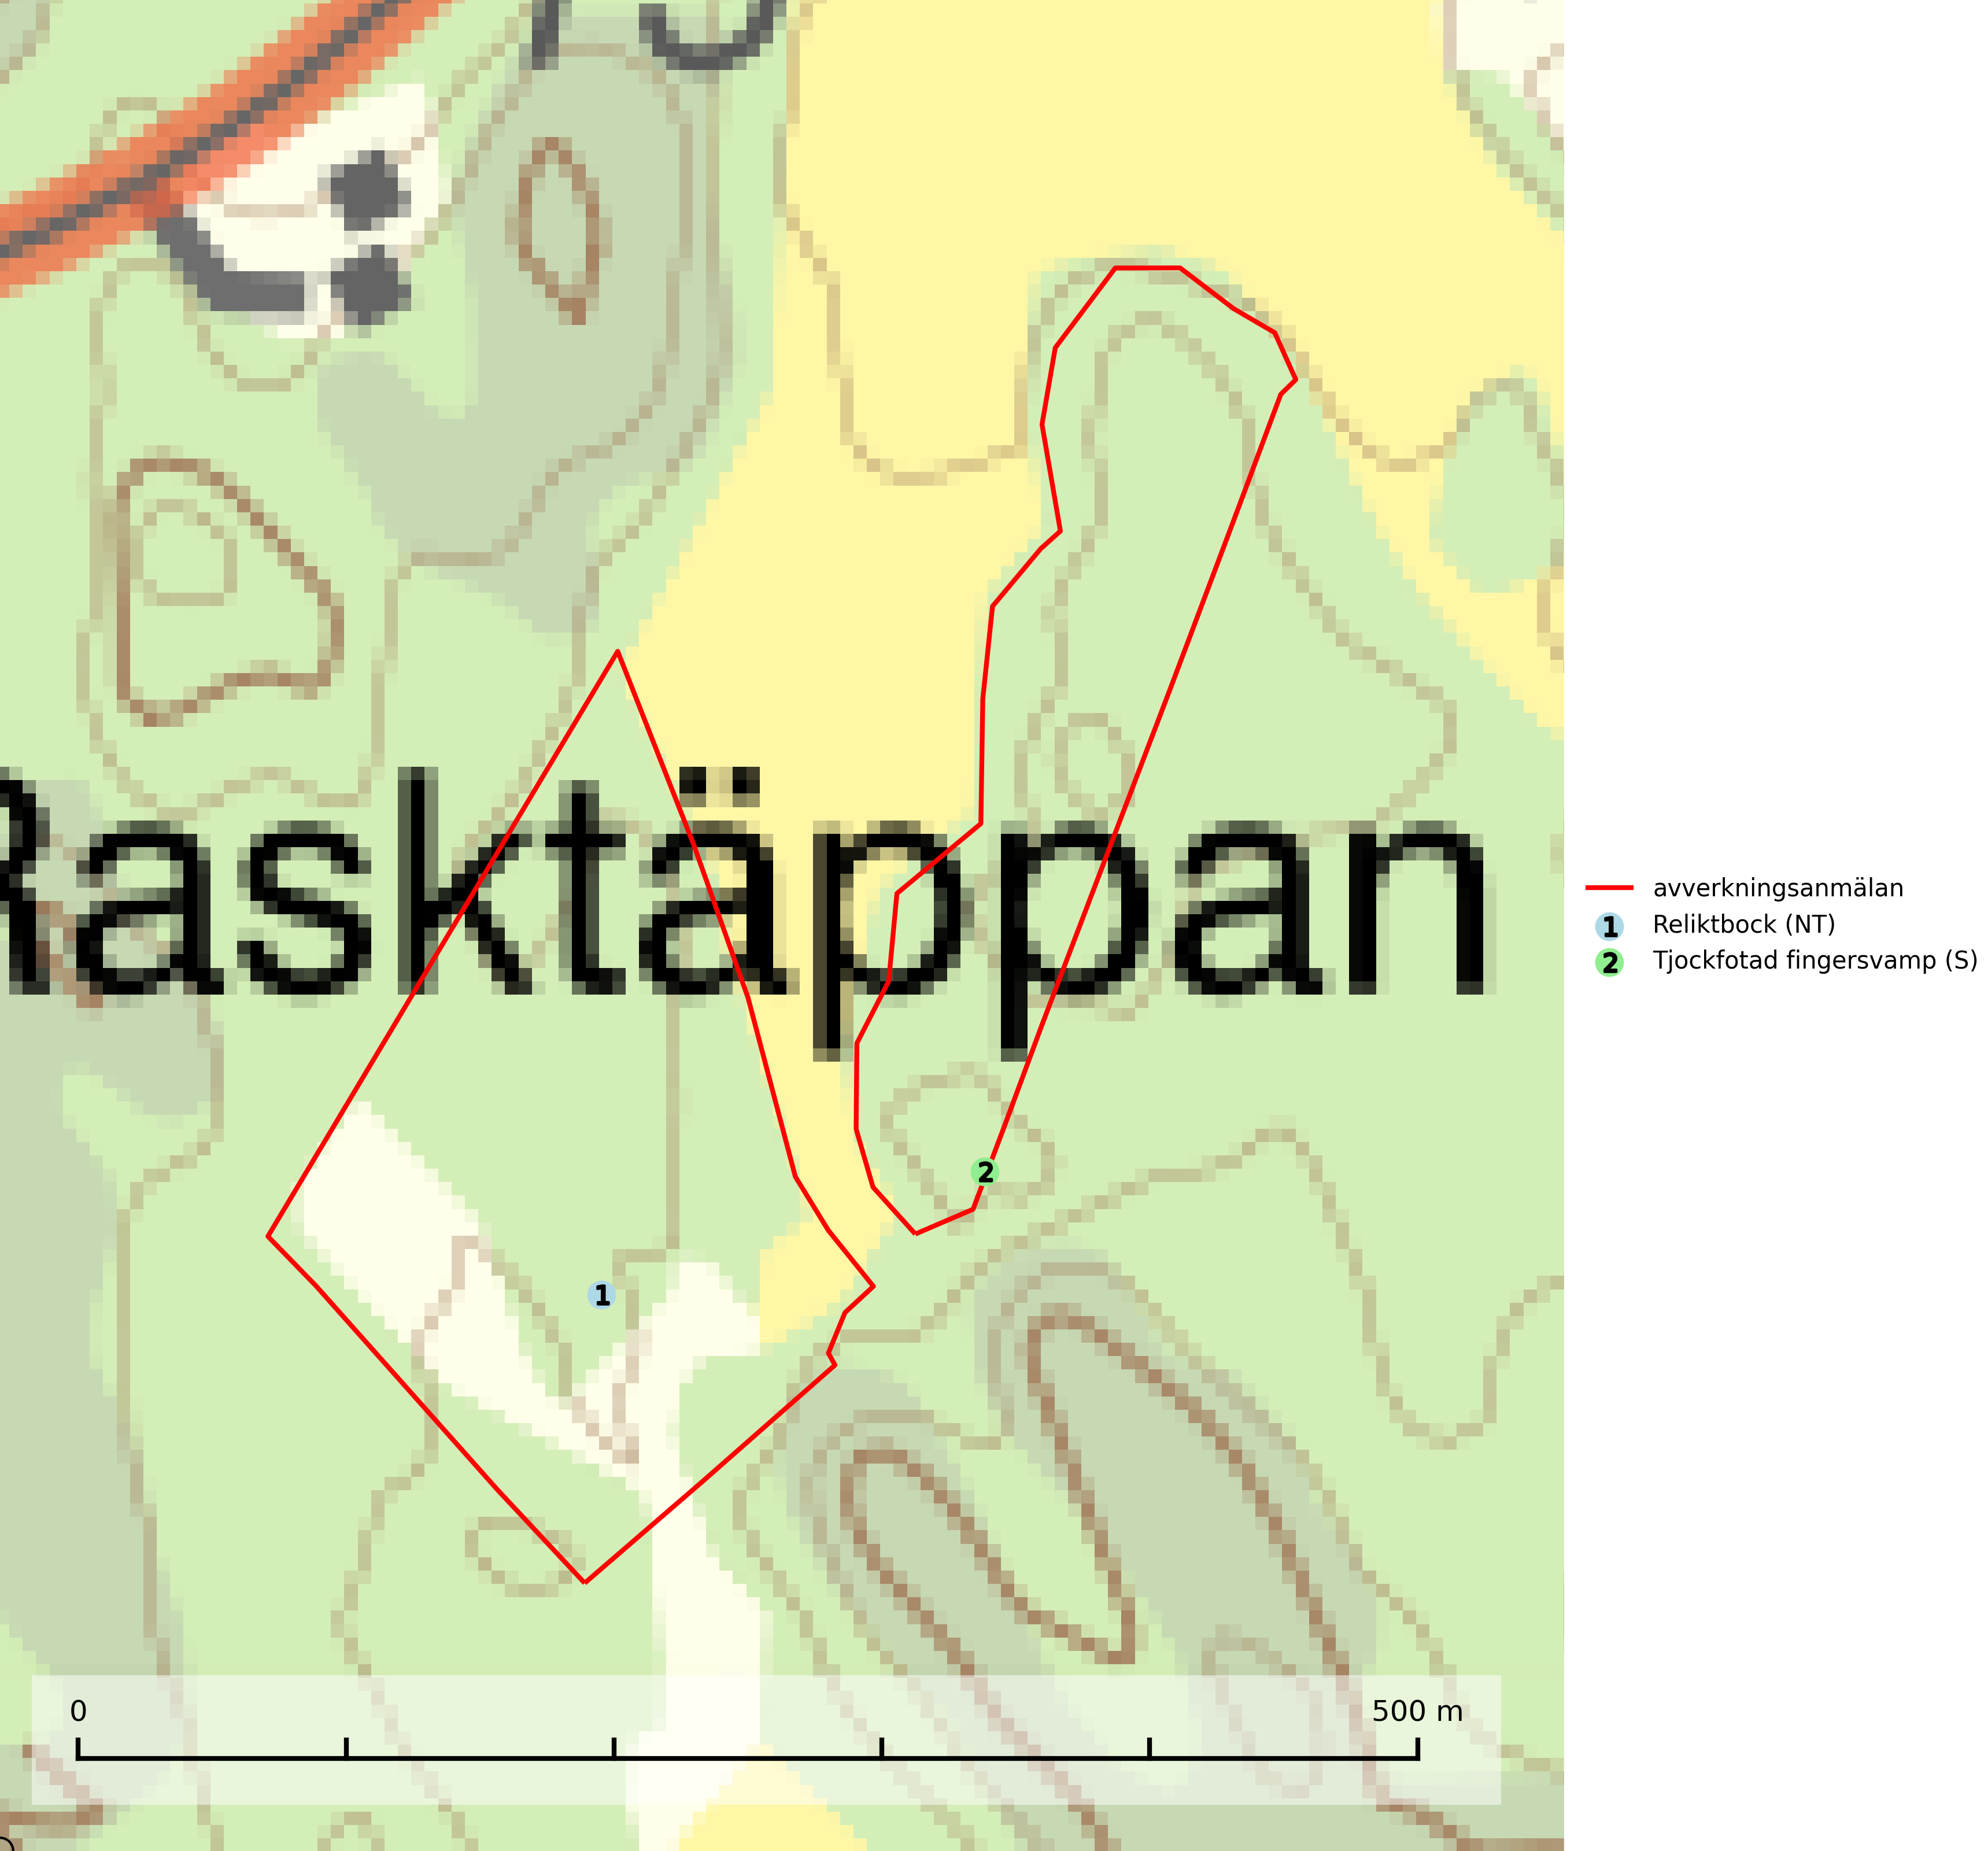 Rasktäppan
avverkningsanmälan
1 Reliktbock (NT)
2 Tjockfotad fingersvamp (S)
2
1
0 500 m